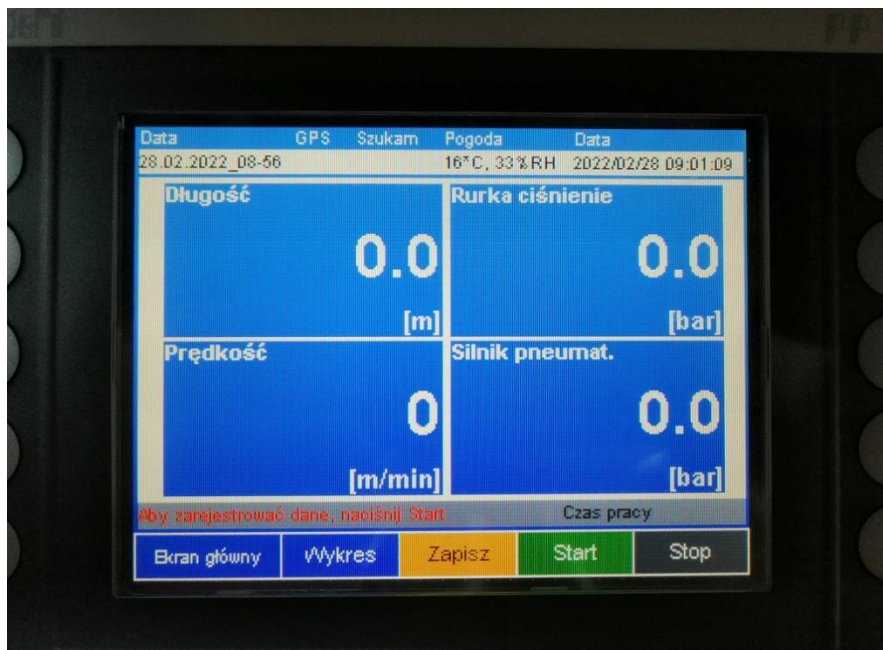 Data GPS Szukam Pogoda Data
28.02.2022_08-56 16°C, 33%RH 2022/02/28 09:01:09
Długość Rurka ciśnienie
0.0 0.0
[m] [bar]
Prędkość Silnik pneumat.
0 0.0
[m/min] [bar]
Aby zarejestrować dane, naciśnij Start Czas pracy
Ekran główny Wykres Zapisz Start Stop